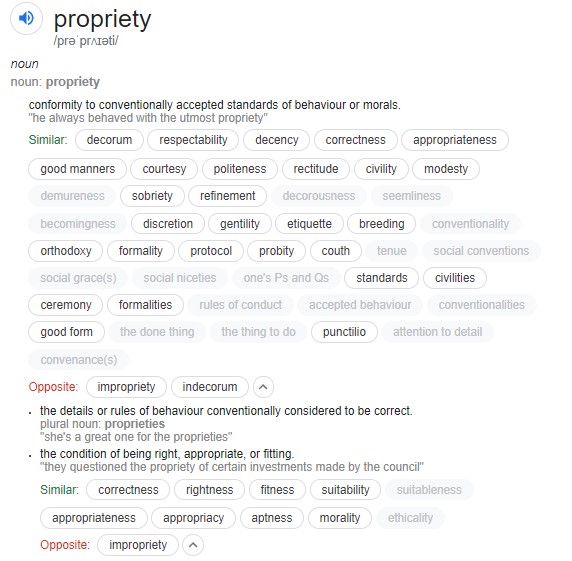 propriety
/prəˈprʌɪəti/
noun
noun: propriety
conformity to conventionally accepted standards of behaviour or morals.
"he always behaved with the utmost propriety"
Similar: decorum respectability decency correctness appropriateness
good manners courtesy politeness rectitude civility modesty
demureness sobriety refinement decorousness seemliness
becomingness discretion gentility etiquette breeding conventionality
orthodoxy formality protocol probity couth tenue social conventions
social grace(s) social niceties one's Ps and Qs standards civilities
ceremony formalities rules of conduct accepted behaviour conventionalities
good form the done thing the thing to do punctilio attention to detail
convenance(s)
Opposite: impropriety indecorum
• the details or rules of behaviour conventionally considered to be correct.
plural noun: proprieties
"she's a great one for the proprieties"
• the condition of being right, appropriate, or fitting.
"they questioned the propriety of certain investments made by the council"
Similar: correctness rightness fitness suitability suitableness
appropriateness appropriacy aptness morality ethicality
Opposite: impropriety